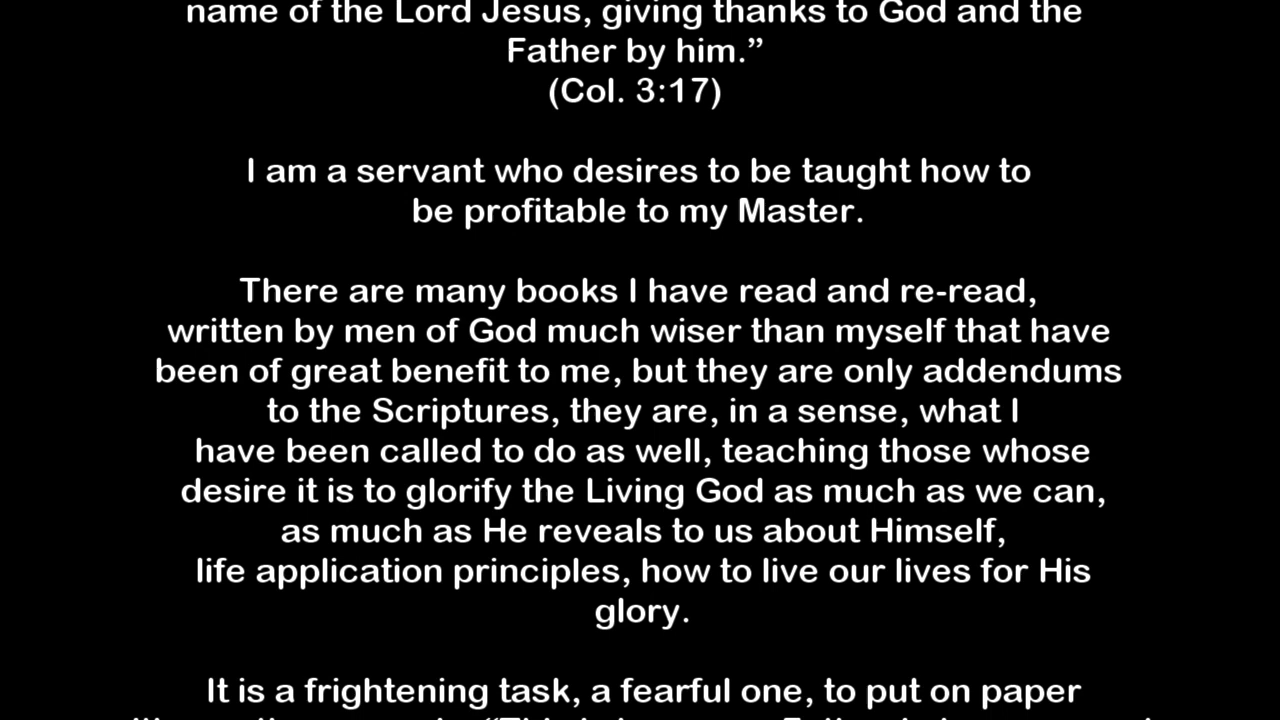 name of the Lord Jesus, giving thanks to God and the
Father by him.”
(Col. 3:17)
I am a servant who desires to be taught how to
be profitable to my Master.
There are many books I have read and re-read,
written by men of God much wiser than myself that have
been of great benefit to me, but they are only addendums
to the Scriptures, they are, in a sense, what I
have been called to do as well, teaching those whose
desire it is to glorify the Living God as much as we can,
as much as He reveals to us about Himself,
life application principles, how to live our lives for His
glory.
It is a frightening task, a fearful one, to put on paper